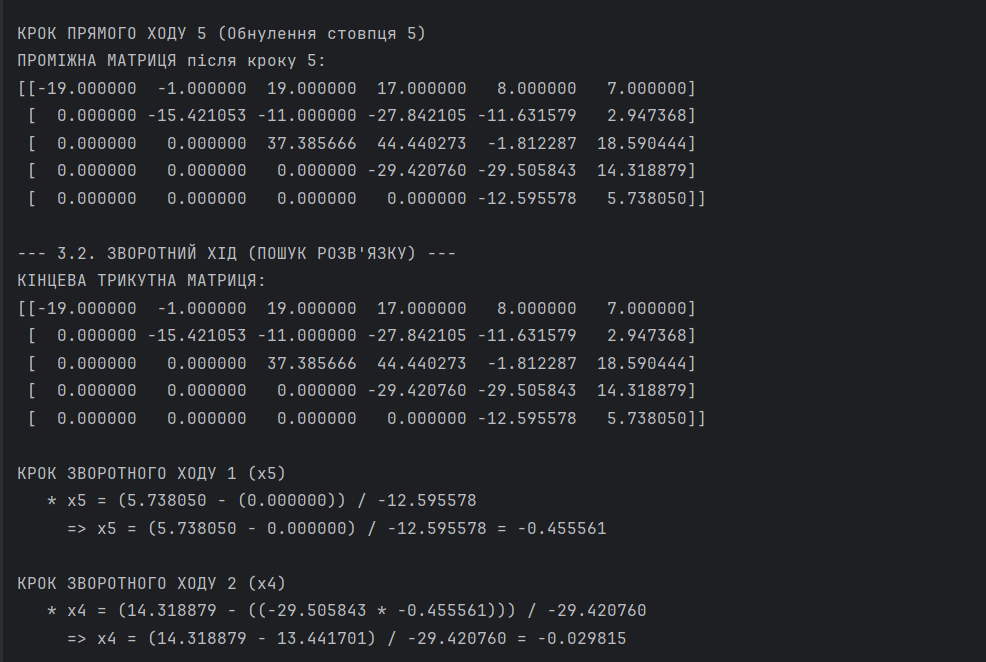 КРОК ПРЯМОГО ХОДУ 5 (Обнулення стовпця 5)
ПРОМІЖНА МАТРИЦЯ після кроку 5:
[[-19.000000  -1.000000  19.000000  17.000000   8.000000   7.000000]
 [  0.000000 -15.421053 -11.000000 -27.842105 -11.631579   2.947368]
 [  0.000000   0.000000  37.385666  44.440273  -1.812287  18.590444]
 [  0.000000   0.000000   0.000000 -29.420760 -29.505843  14.318879]
 [  0.000000   0.000000   0.000000   0.000000 -12.595578   5.738050]]
--- 3.2. ЗВОРОТНИЙ ХІД (ПОШУК РОЗВ'ЯЗКУ) ---
КІНЦЕВА ТРИКУТНА МАТРИЦЯ:
[[-19.000000  -1.000000  19.000000  17.000000   8.000000   7.000000]
 [  0.000000 -15.421053 -11.000000 -27.842105 -11.631579   2.947368]
 [  0.000000   0.000000  37.385666  44.440273  -1.812287  18.590444]
 [  0.000000   0.000000   0.000000 -29.420760 -29.505843  14.318879]
 [  0.000000   0.000000   0.000000   0.000000 -12.595578   5.738050]]
КРОК ЗВОРОТНОГО ХОДУ 1 (x5)
   * x5 = (5.738050 - (0.000000)) / -12.595578
     => x5 = (5.738050 - 0.000000) / -12.595578 = -0.455561
КРОК ЗВОРОТНОГО ХОДУ 2 (x4)
   * x4 = (14.318879 - ((-29.505843 * -0.455561))) / -29.420760
     => x4 = (14.318879 - 13.441701) / -29.420760 = -0.029815